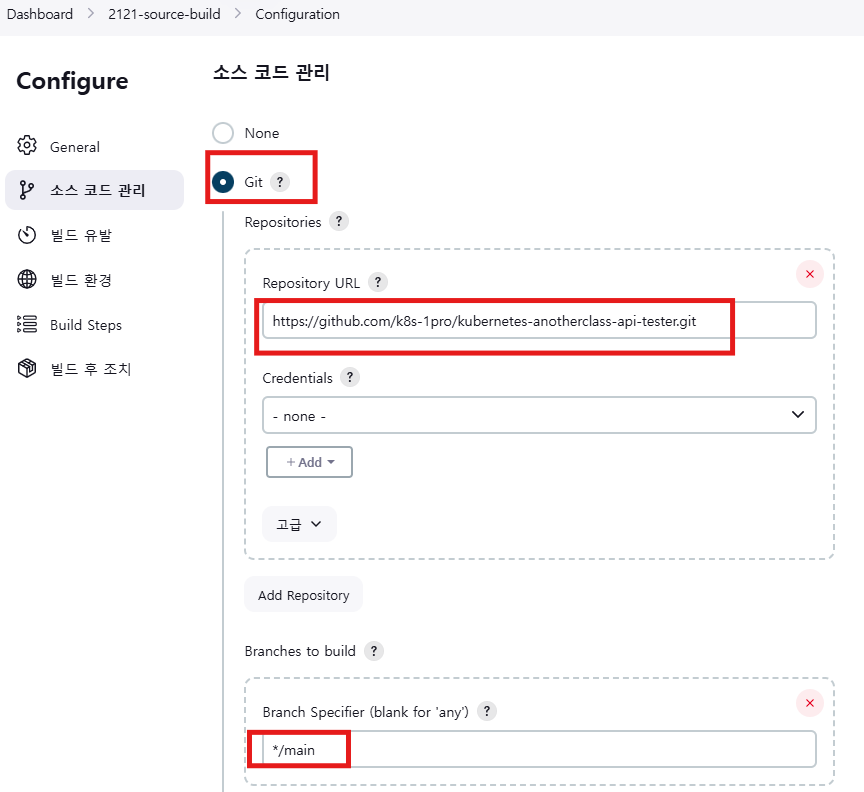 Dashboard > 2121-source-build > Configuration
Configure
General
소스 코드 관리
빌드 유발
빌드 환경
Build Steps
빌드 후 조치
소스 코드 관리
None
Git ?
Repositories ?
Repository URL ?
https://github.com/k8s-1pro/kubernetes-anotherclass-api-tester.git
Credentials ?
- none -
+ Add
고급
Add Repository
Branches to build ?
Branch Specifier (blank for 'any') ?
*/main